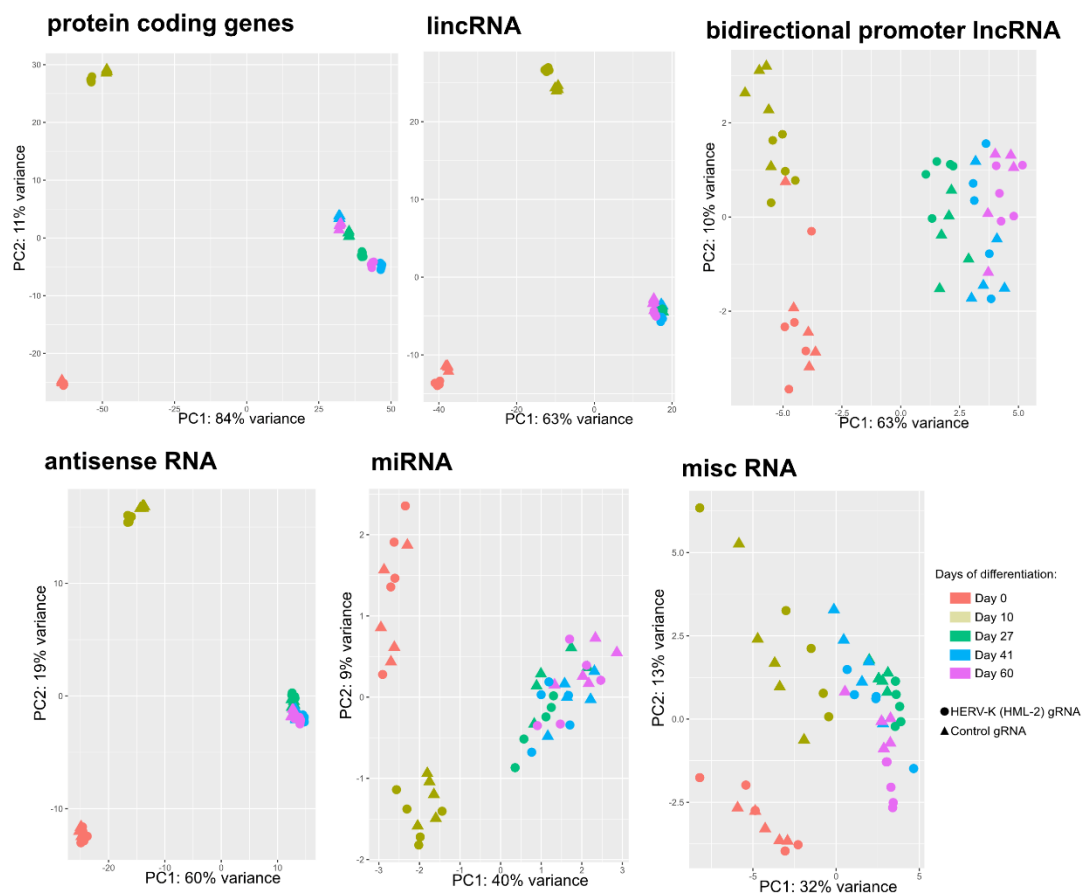 protein coding genes
30
20
10
0
-10
-20
PC2: 11% variance
-50
0
25
50
PC1: 84% variance
lincRNA
20
10
0
-10
-40
-20
0
20
PC1: 63% variance
bidirectional promoter lncRNA
2
0
-2
PC2: 10% variance
-5.0
-2.5
0.0
2.5
5.0
PC1: 63% variance
antisense RNA
10
0
-10
PC2: 19% variance
-20
-10
0
10
PC1: 60% variance
miRNA
2
1
0
-1
-2
PC2: 9% variance
-3
-2
-1
0
1
2
3
PC1: 40% variance
misc RNA
5.0
2.5
0.0
-2.5
PC2: 13% variance
-5
0
5
PC1: 32% variance
Days of differentiation:
Day 0
Day 10
Day 27
Day 41
Day 60
HERV-K (HML-2) gRNA
Control gRNA